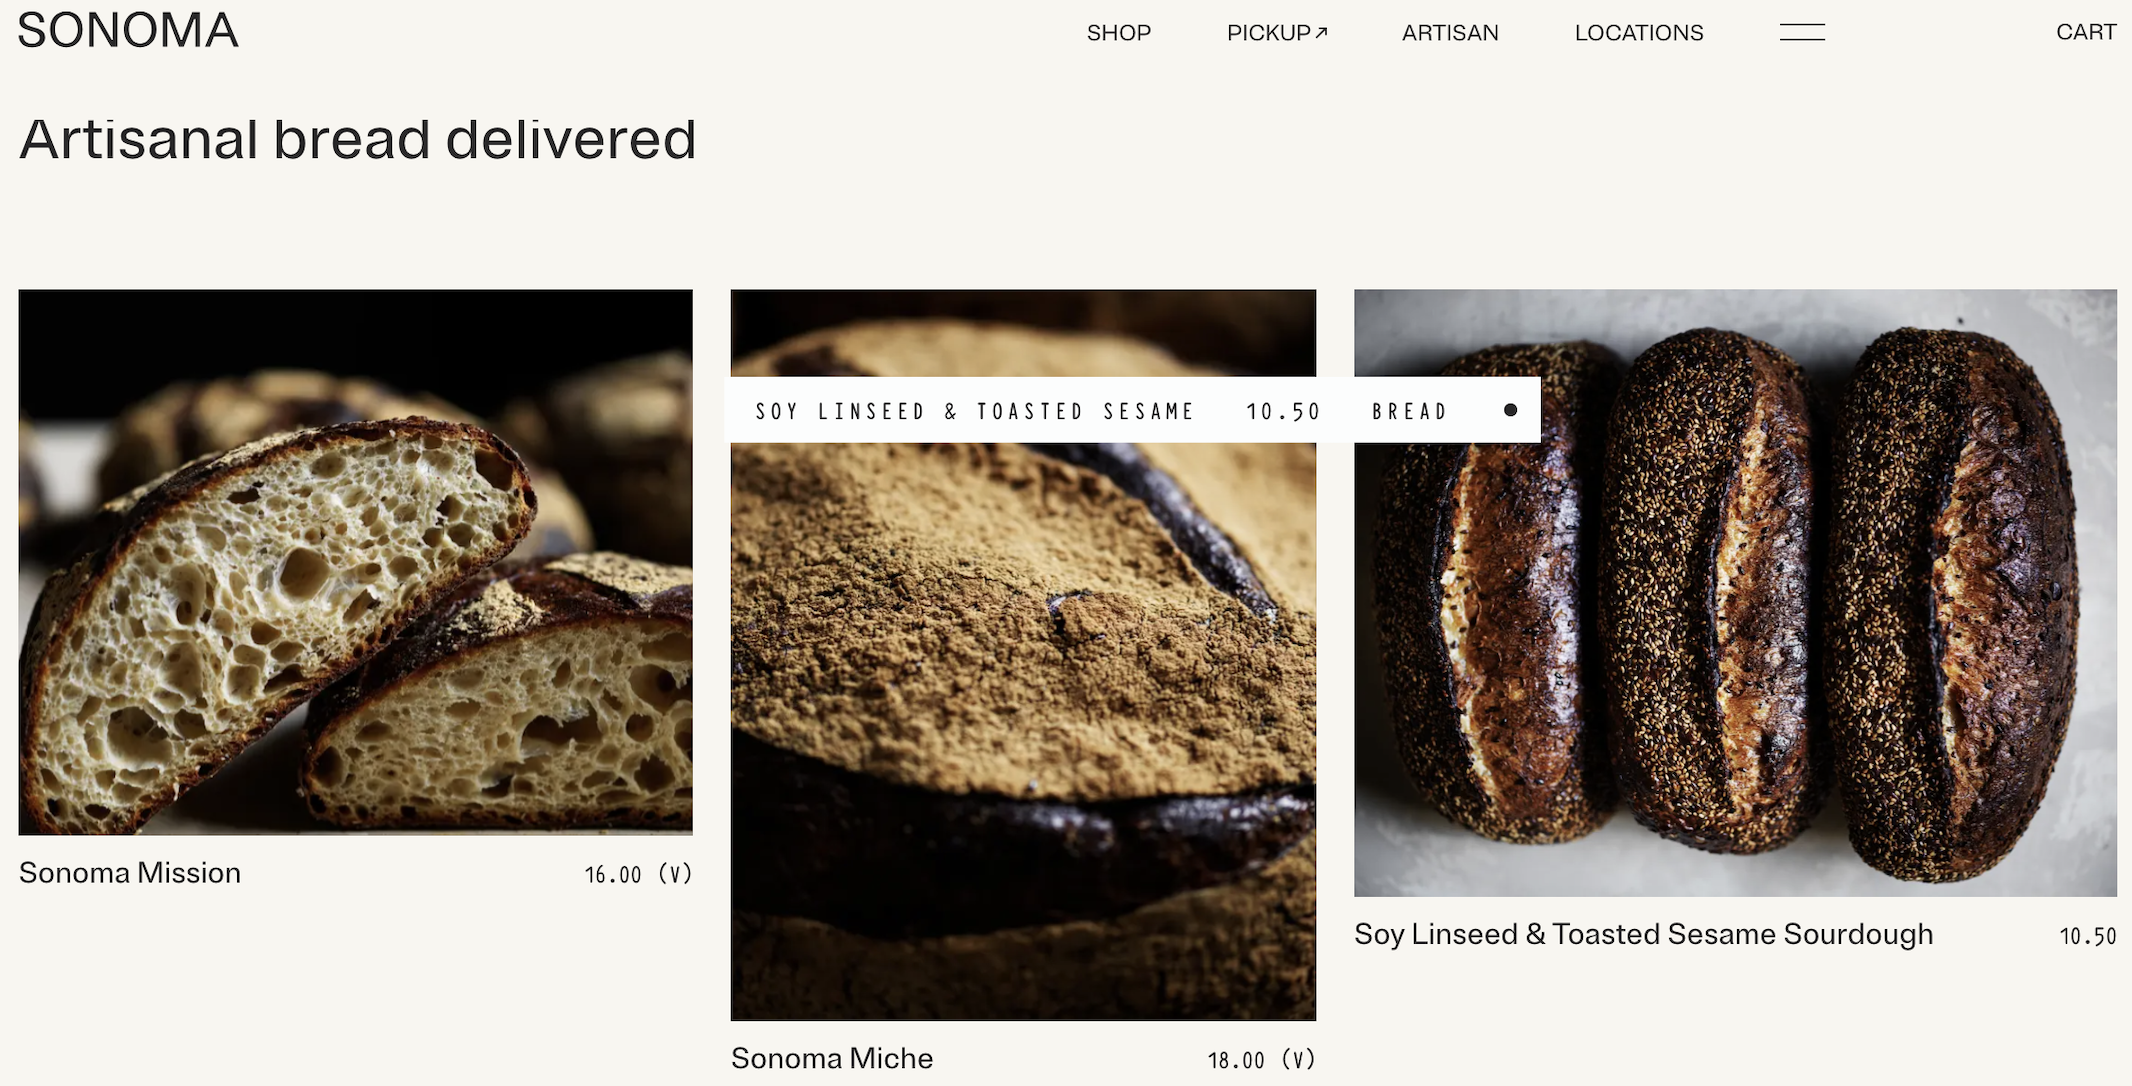 SONOMA
SHOP PICKUP↗ ARTISAN LOCATIONS CART
Artisanal bread delivered
SOY LINSEED & TOASTED SESAME 10.50 BREAD
Sonoma Mission 16.00 (V)
Soy Linseed & Toasted Sesame Sourdough 10.50
Sonoma Miche 18.00 (V)